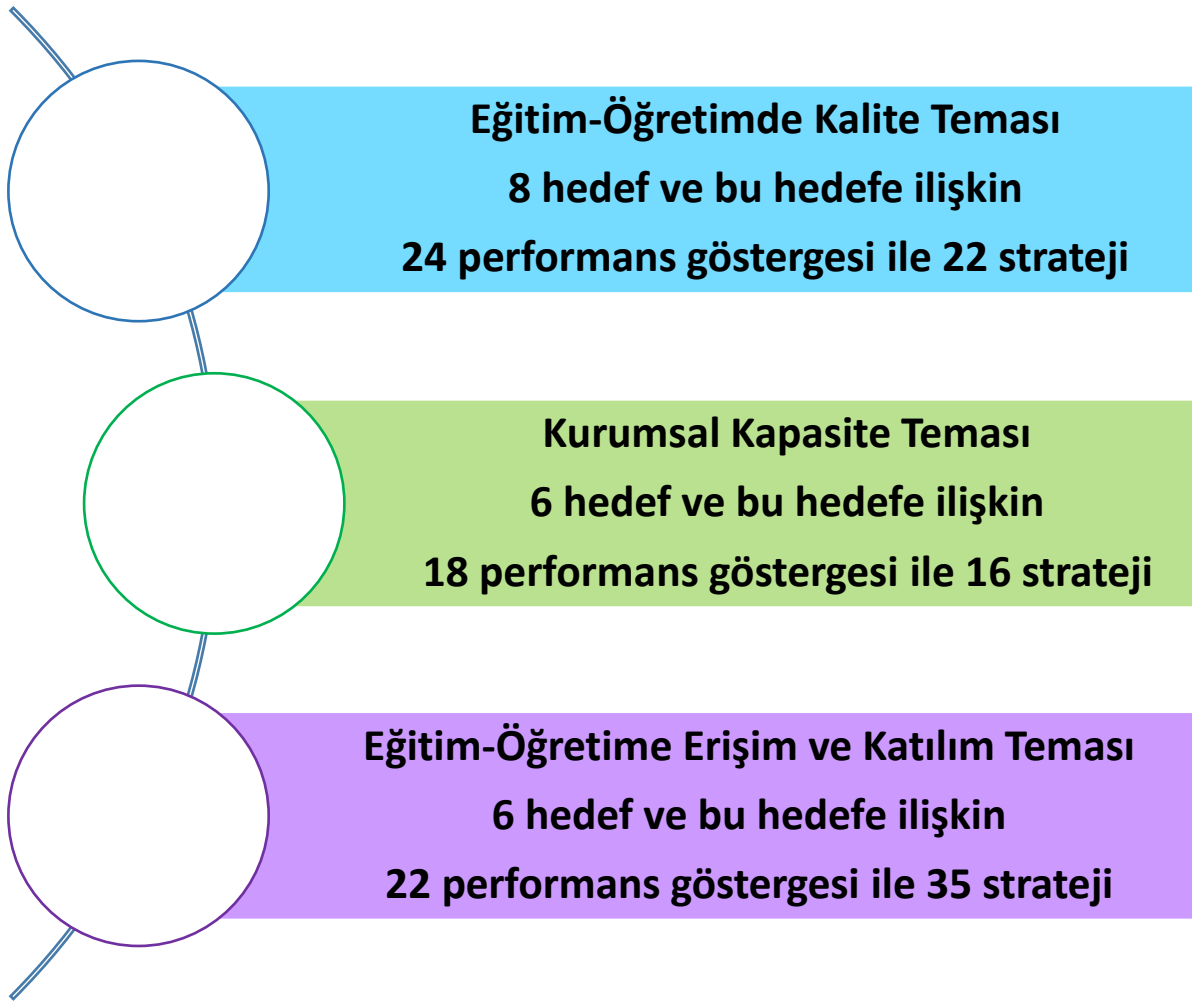 Eğitim-Öğretimde Kalite Teması
8 hedef ve bu hedefe ilişkin
24 performans göstergesi ile 22 strateji
Kurumsal Kapasite Teması
6 hedef ve bu hedefe ilişkin
18 performans göstergesi ile 16 strateji
Eğitim-Öğretime Erişim ve Katılım Teması
6 hedef ve bu hedefe ilişkin
22 performans göstergesi ile 35 strateji